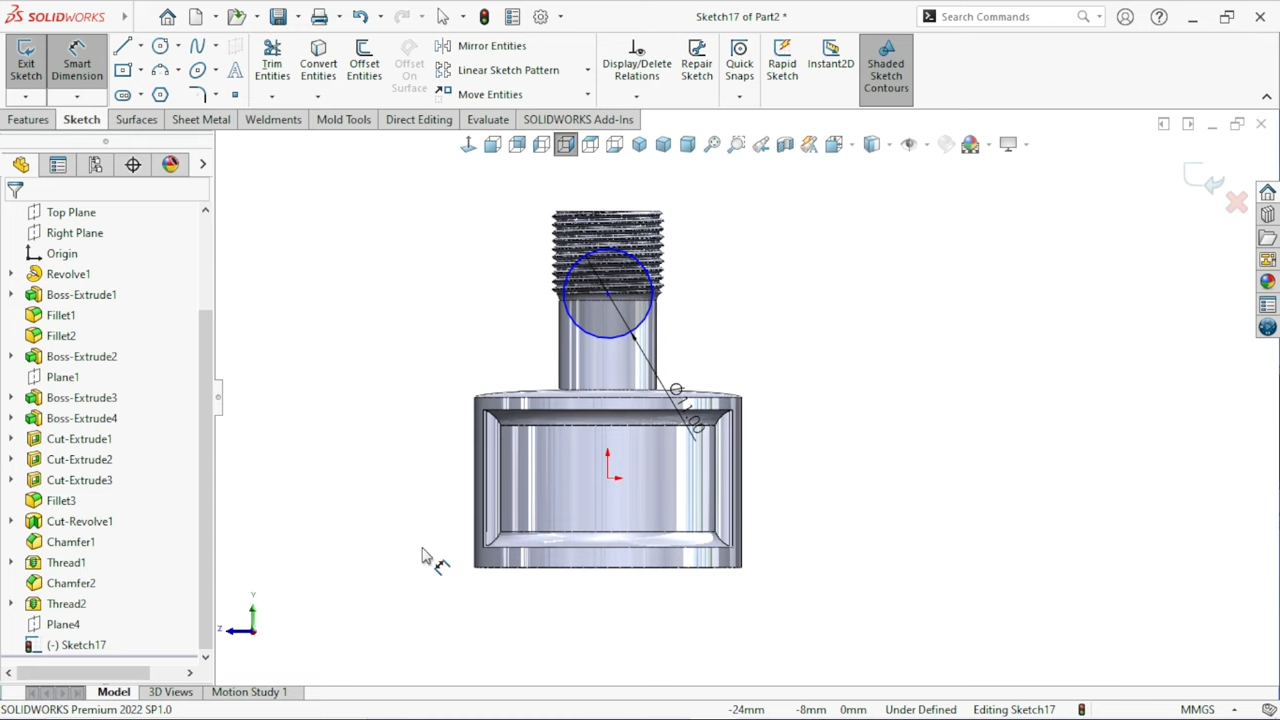 SOLIDWORKS
Sketch17 of Part2 *
Search Commands
Exit Sketch
Smart Dimension
Trim Entities
Convert Entities
Offset Entities
Offset On Surface
Mirror Entities
Linear Sketch Pattern
Move Entities
Display/Delete Relations
Repair Sketch
Quick Snaps
Rapid Sketch
Instant2D
Shaded Sketch Contours
Features
Sketch
Surfaces
Sheet Metal
Weldments
Mold Tools
Direct Editing
Evaluate
SOLIDWORKS Add-Ins
Top Plane
Right Plane
Origin
Revolve1
Boss-Extrude1
Fillet1
Fillet2
Boss-Extrude2
Plane1
Boss-Extrude3
Boss-Extrude4
Cut-Extrude1
Cut-Extrude2
Cut-Extrude3
Fillet3
Cut-Revolve1
Chamfer1
Thread1
Chamfer2
Thread2
Plane4
(-) Sketch17
Ø11.00
Y
Z
Model
3D Views
Motion Study 1
SOLIDWORKS Premium 2022 SP1.0
-24mm
-8mm
0mm
Under Defined
Editing Sketch17
MMGS